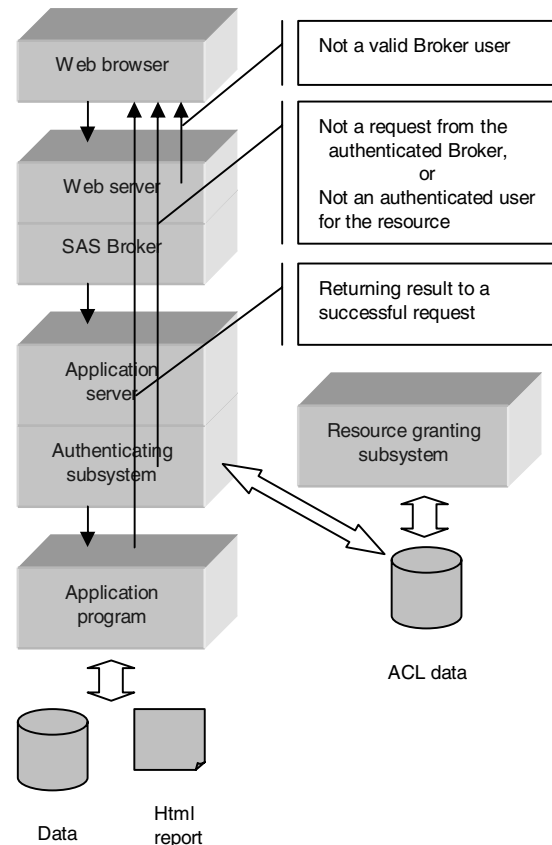 Web browser
Not a valid Broker user
Not a request from the
authenticated Broker,
or
Not an authenticated user
for the resource
Web server
SAS Broker
Returning result to a
successful request
Application
server
Authenticating
subsystem
Resource granting
subsystem
Application
program
ACL data
Data
Html
report